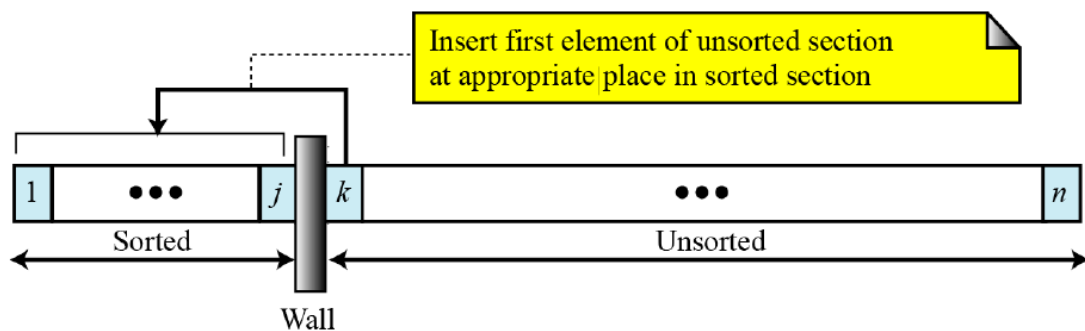 Insert first element of unsorted section
at appropriate place in sorted section
1 ••• j k ••• n
Sorted Unsorted
Wall